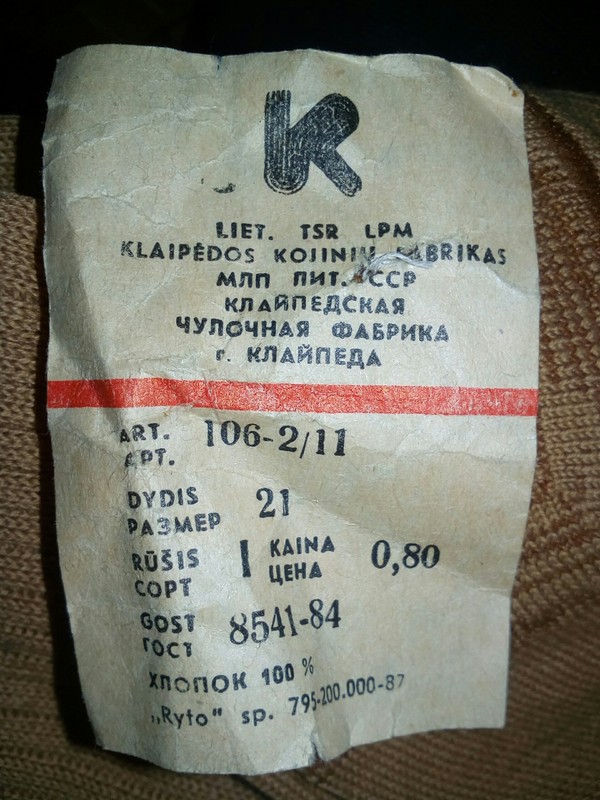 K
LIET. TSR LPM
KLAIPĖDOS KOJINIŲ FABRIKAS
МЛП ЛИТ. ССР
КЛАЙПЕДСКАЯ
ЧУЛОЧНАЯ ФАБРИКА
г. КЛАЙПЕДА
ART. 106-2/11
АРТ.
DYDIS 21
РАЗМЕР
RŪŠIS I KAINA 0,80
СОРТ ЦЕНА
GOST 8541-84
ГОСТ
ХЛОПОК 100 %
„Ryto" sp. 795-200.000-87